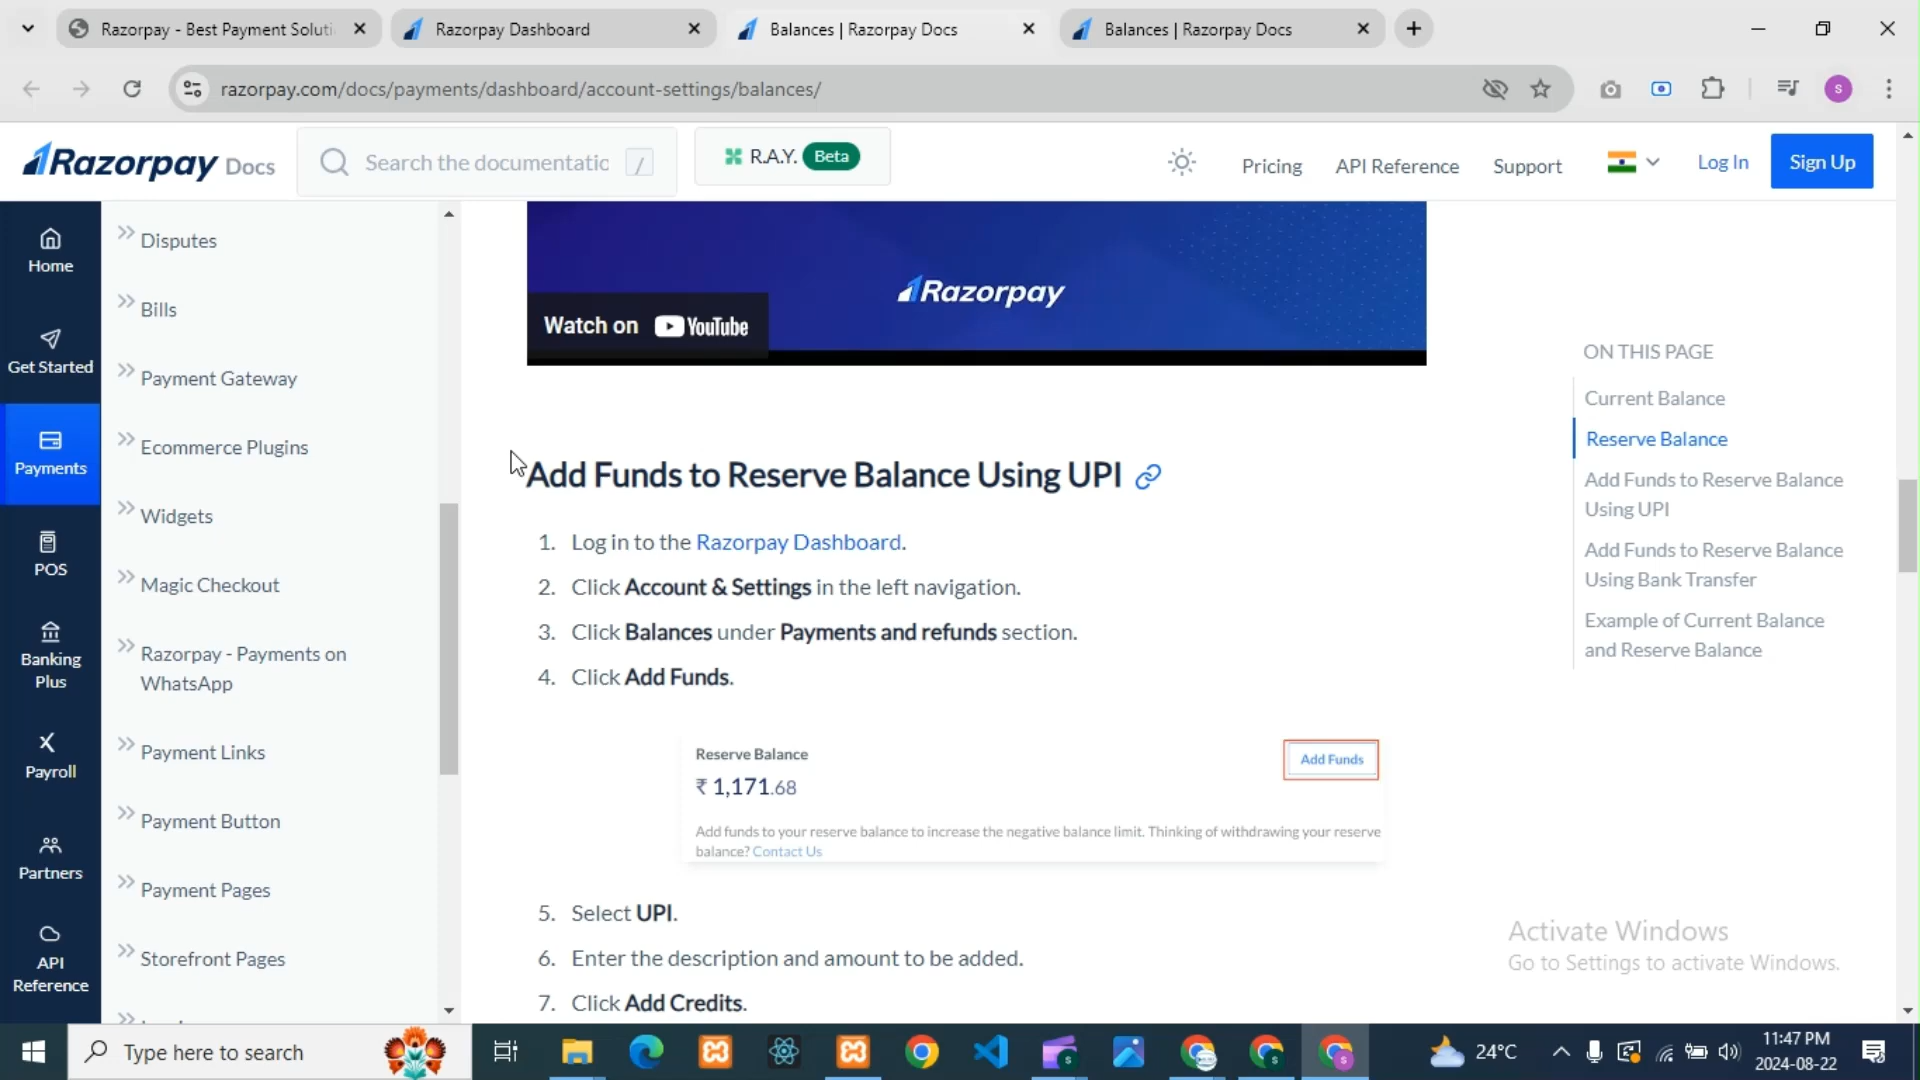 Razorpay - Best Payment Soluti
Razorpay Dashboard
Balances | Razorpay Docs
Balances | Razorpay Docs
razorpay.com/docs/payments/dashboard/account-settings/balances/
S
Razorpay Docs
Search the documentatic
/
R.A.Y. Beta
Pricing
API Reference
Support
Log In
Sign Up
Home
Get Started
Payments
POS
Banking
Plus
Payroll
Partners
API
Reference
Disputes
Bills
Payment Gateway
Ecommerce Plugins
Widgets
Magic Checkout
Razorpay - Payments on
WhatsApp
Payment Links
Payment Button
Payment Pages
Storefront Pages
Razorpay
Watch on YouTube
Add Funds to Reserve Balance Using UPI
1. Log in to the Razorpay Dashboard.
2. Click Account & Settings in the left navigation.
3. Click Balances under Payments and refunds section.
4. Click Add Funds.
Reserve Balance
₹ 1,171.68
Add Funds
Add funds to your reserve balance to increase the negative balance limit. Thinking of withdrawing your reserve
balance? Contact Us
5. Select UPI.
6. Enter the description and amount to be added.
7. Click Add Credits.
ON THIS PAGE
Current Balance
Reserve Balance
Add Funds to Reserve Balance
Using UPI
Add Funds to Reserve Balance
Using Bank Transfer
Example of Current Balance
and Reserve Balance
Activate Windows
Go to Settings to activate Windows.
Type here to search
24°C
11:47 PM
2024-08-22